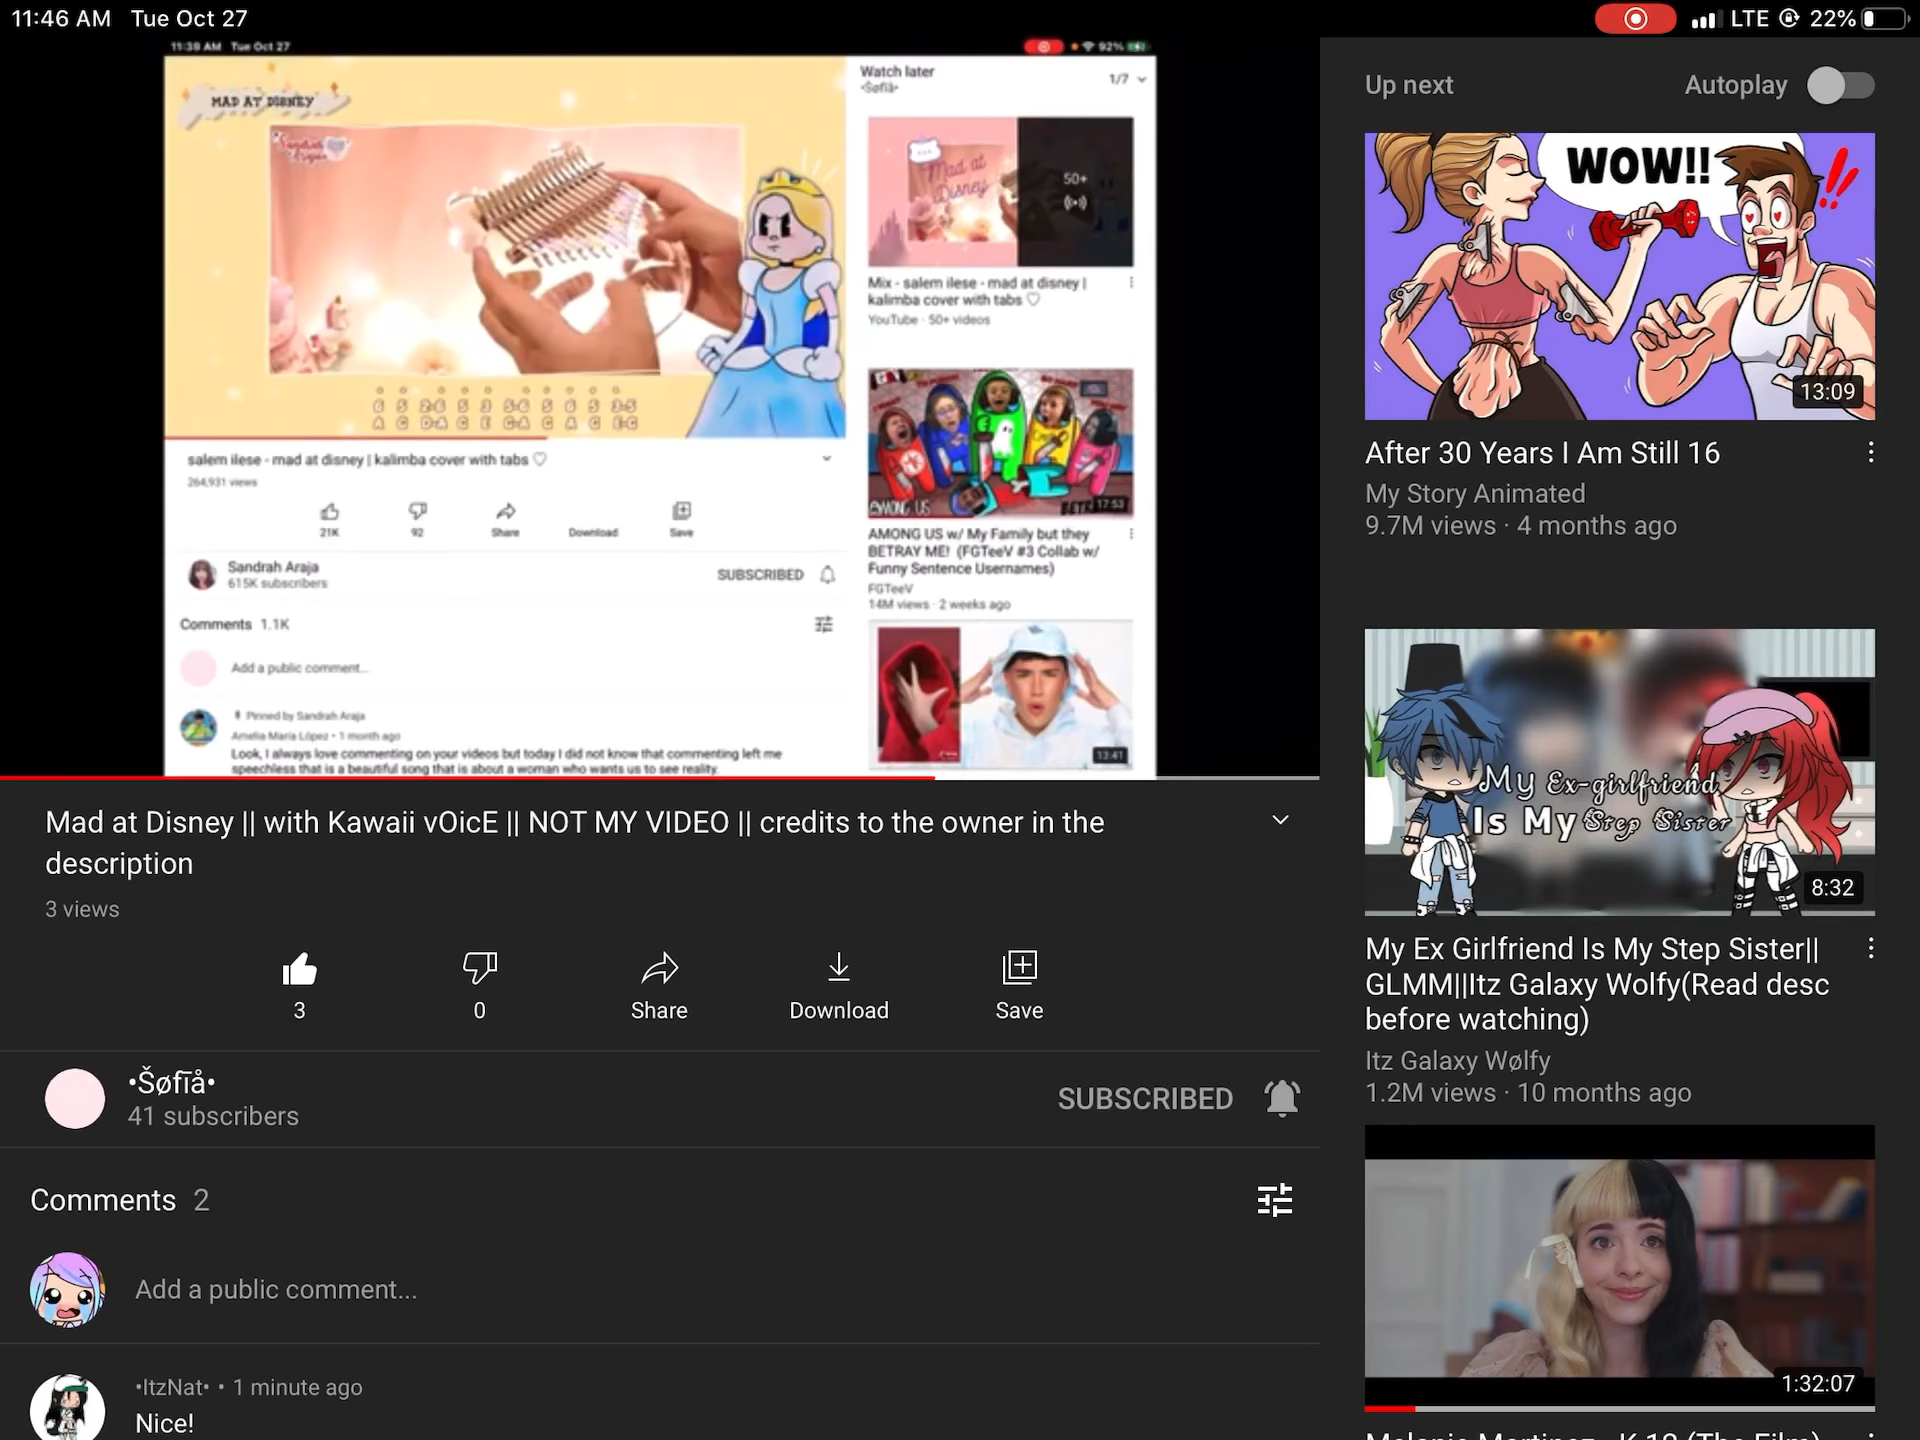 11:46 AM Tue Oct 27
LTE 22%
11:39 AM Tue Oct 27
92%
MAD AT DISNEY
Sandrah Araja
salem ilese - mad at disney | kalimba cover with tabs ♡
264,931 views
21K
92
Share
Download
Save
Sandrah Araja
615K subscribers
SUBSCRIBED
Comments 1.1K
Add a public comment...
Pinned by Sandrah Araja
Amelia María López • 1 month ago
Look, I always love commenting on your videos but today I did not know that commenting left me
speechless that is a beautiful song that is about a woman who wants us to see reality.
Watch later
•Šøfīå•
1/7
Mad at
Disney
50+
Mix - salem ilese - mad at disney |
kalimba cover with tabs ♡
YouTube · 50+ videos
AMONG US
17:53
AMONG US w/ My Family but they
BETRAY ME! (FGTeeV #3 Collab w/
Funny Sentence Usernames)
FGTeeV
14M views · 2 weeks ago
13:41
Mad at Disney || with Kawaii vOicE || NOT MY VIDEO || credits to the owner in the
description
3 views
3
0
Share
Download
Save
•Šøfīå•
41 subscribers
SUBSCRIBED
Comments 2
Add a public comment...
•ItzNat• • 1 minute ago
Nice!
Up next
Autoplay
WOW!!
13:09
After 30 Years I Am Still 16
My Story Animated
9.7M views · 4 months ago
My Ex-girlfriend
Is My Step Sister
8:32
My Ex Girlfriend Is My Step Sister||
GLMM||Itz Galaxy Wolfy(Read desc
before watching)
Itz Galaxy Wølfy
1.2M views · 10 months ago
1:32:07
Melanie Martinez - K-12 (The Film)